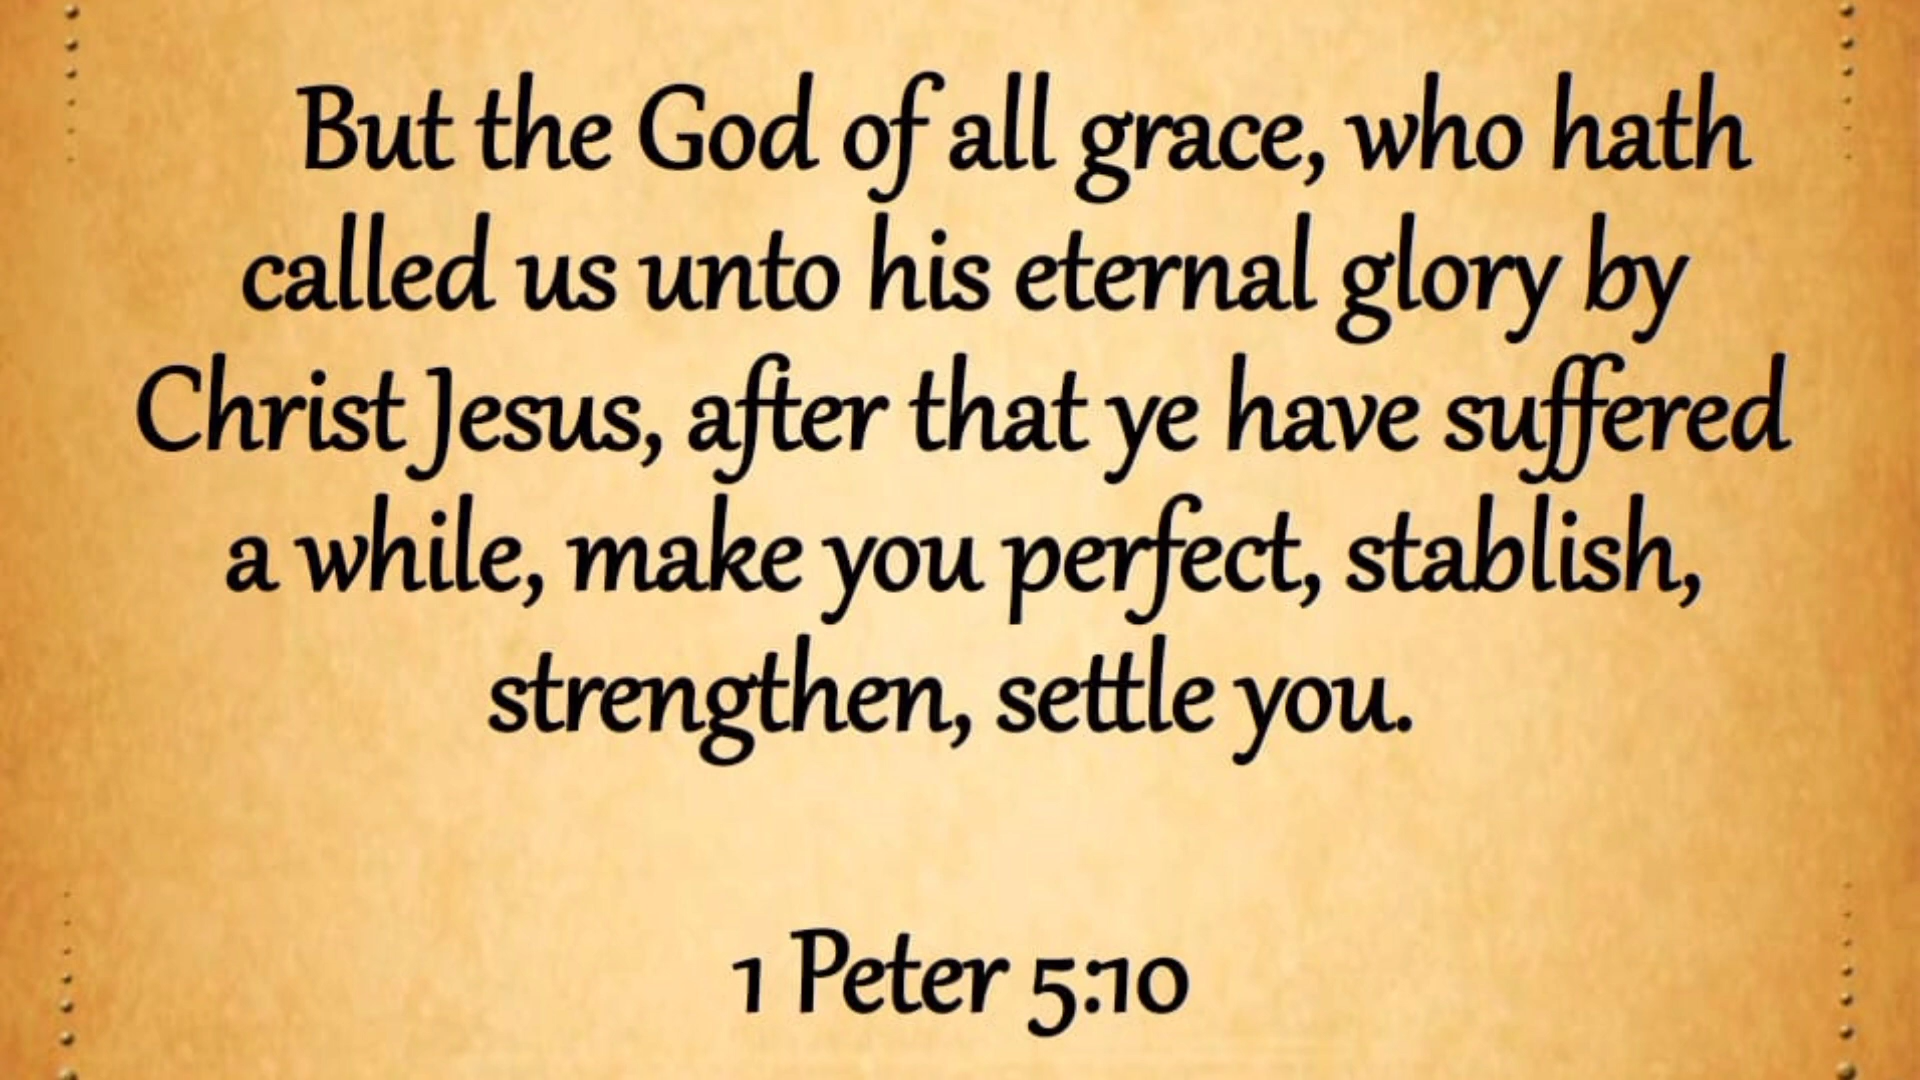 But the God of all grace, who hath
called us unto his eternal glory by
Christ Jesus, after that ye have suffered
a while, make you perfect, stablish,
strengthen, settle you.
1 Peter 5:10